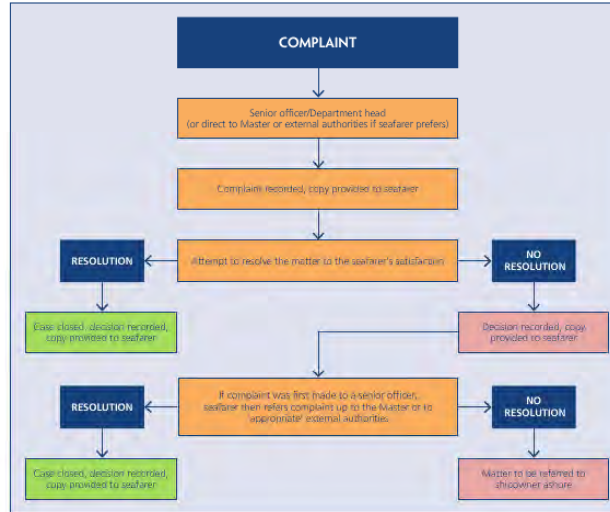 COMPLAINT
Senior officer/Department head
(or direct to Master or external authorities if seafarer prefers)
Complaint recorded, copy provided to seafarer
RESOLUTION
Attempt to resolve the matter to the seafarer's satisfaction
NO
RESOLUTION
Case closed, decision recorded,
copy provided to seafarer
Decision recorded, copy
provided to seafarer
RESOLUTION
If complaint was first made to a senior officer,
seafarer then refers complaint up to the Master or to
'appropriate' external authorities.
NO
RESOLUTION
Case closed, decision recorded,
copy provided to seafarer
Matter to be referred to
shipowner ashore